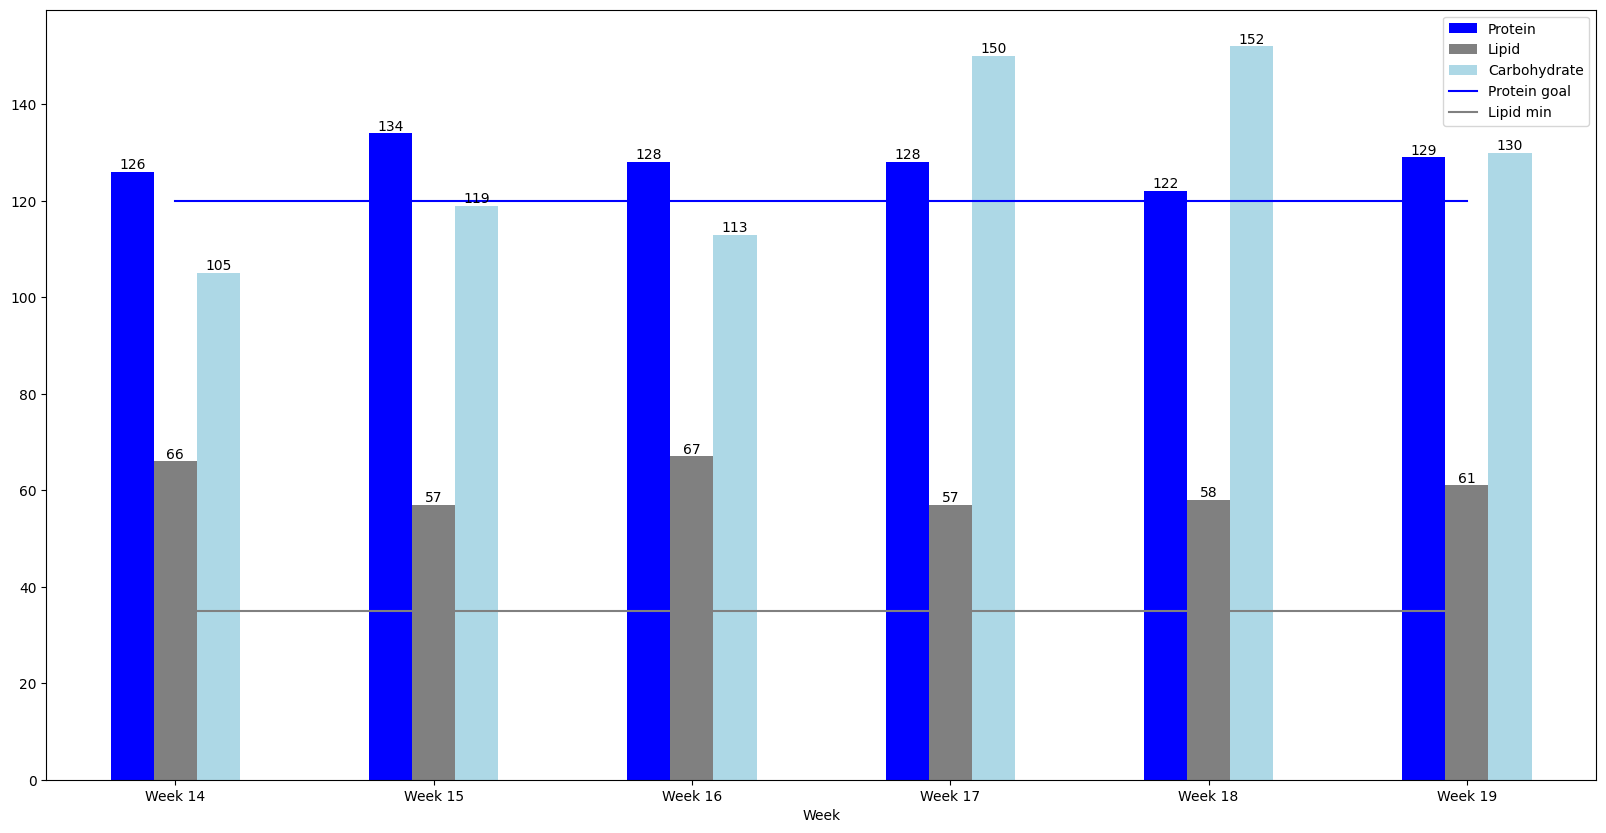 Protein
Lipid
Carbohydrate
Protein goal
Lipid min
140
120
100
80
60
40
20
0
126
66
105
134
57
119
128
67
113
128
57
150
122
58
152
129
61
130
Week 14
Week 15
Week 16
Week 17
Week 18
Week 19
Week